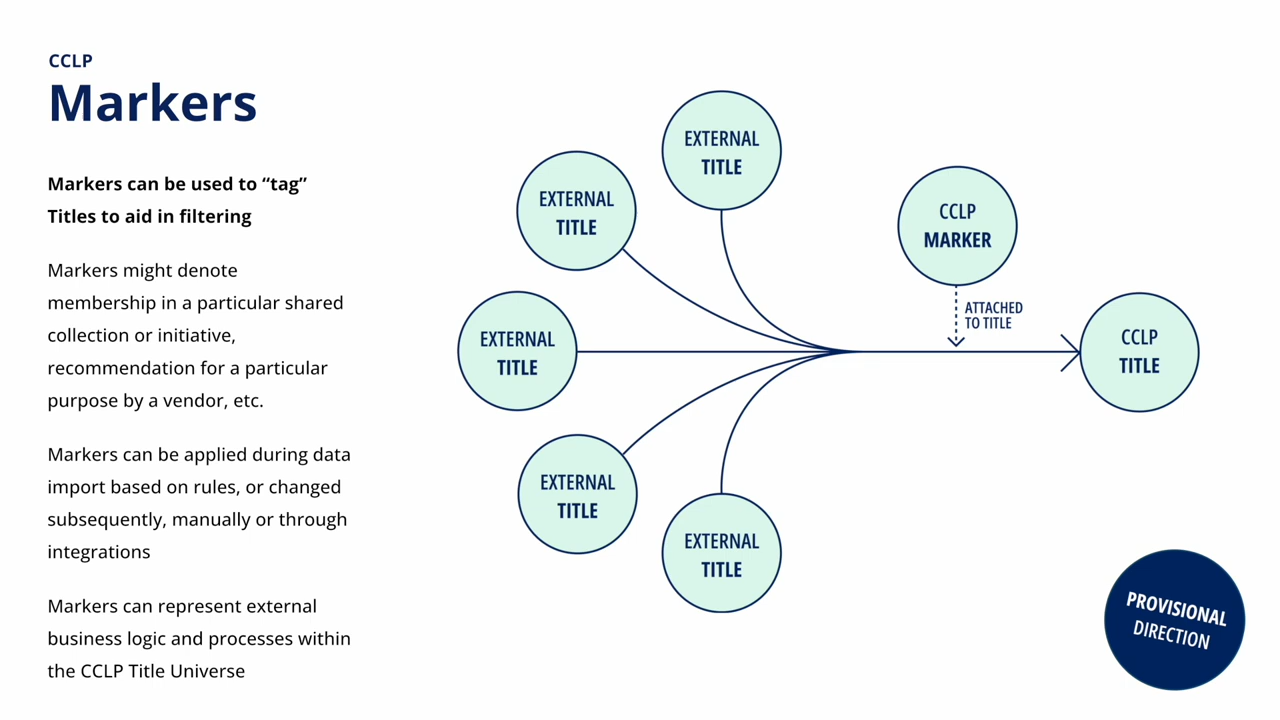 CCLP
Markers
Markers can be used to “tag”
Titles to aid in filtering
Markers might denote
membership in a particular shared
collection or initiative,
recommendation for a particular
purpose by a vendor, etc.
Markers can be applied during data
import based on rules, or changed
subsequently, manually or through
integrations
Markers can represent external
business logic and processes within
the CCLP Title Universe
EXTERNAL
TITLE
EXTERNAL
TITLE
EXTERNAL
TITLE
EXTERNAL
TITLE
EXTERNAL
TITLE
CCLP
MARKER
ATTACHED
TO TITLE
CCLP
TITLE
PROVISIONAL
DIRECTION